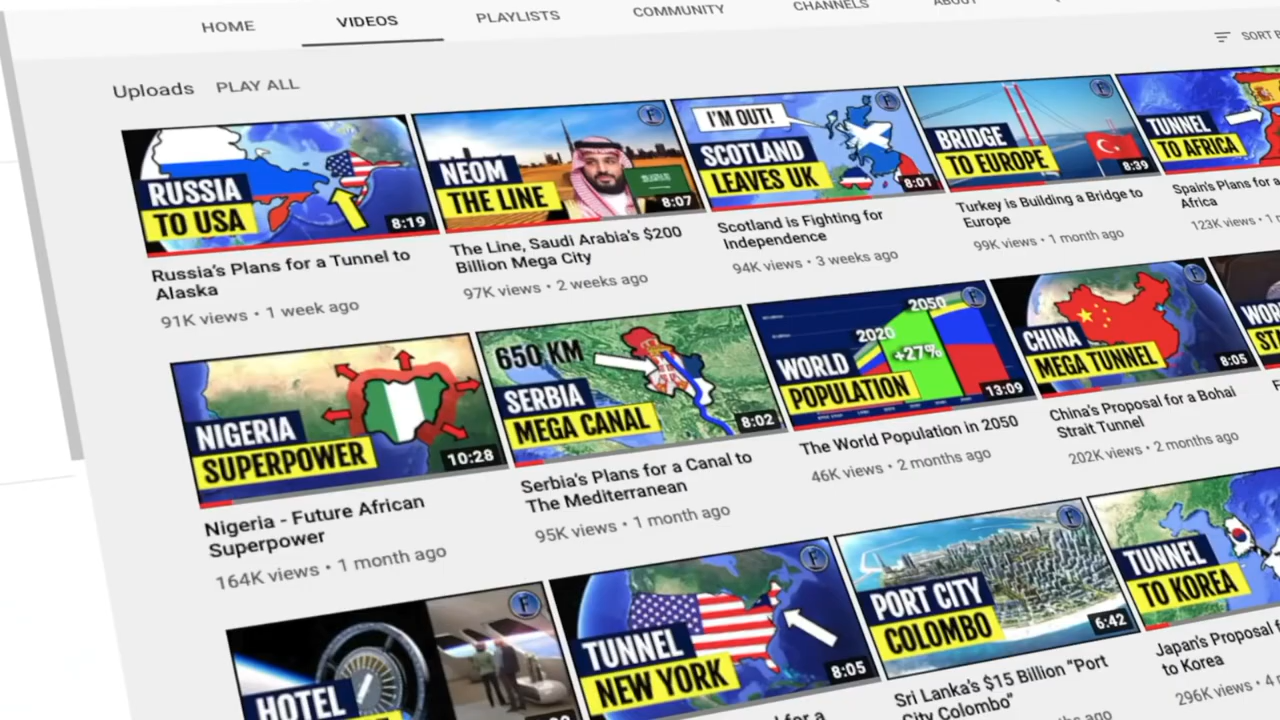 HOME
VIDEOS
PLAYLISTS
COMMUNITY
CHANNELS
ABOUT
Uploads
PLAY ALL
SORT B
RUSSIA
TO USA
8:19
Russia's Plans for a Tunnel to
Alaska
91K views • 1 week ago
NEOM
THE LINE
8:07
The Line, Saudi Arabia's $200
Billion Mega City
97K views • 2 weeks ago
I'M OUT!
SCOTLAND
LEAVES UK
8:01
Scotland is Fighting for
Independence
94K views • 3 weeks ago
BRIDGE
TO EUROPE
8:39
Turkey is Building a Bridge to
Europe
99K views • 1 month ago
TUNNEL
TO AFRICA
Spain's Plans for a
Africa
123K views • 1
NIGERIA
SUPERPOWER
10:28
Nigeria - Future African
Superpower
164K views • 1 month ago
650 KM
SERBIA
MEGA CANAL
8:02
Serbia's Plans for a Canal to
The Mediterranean
95K views • 1 month ago
2050
2020
+27%
WORLD
POPULATION
13:09
The World Population in 2050
46K views • 2 months ago
CHINA
MEGA TUNNEL
8:05
China's Proposal for a Bohai
Strait Tunnel
202K views • 2 months ago
HOTEL
TUNNEL
NEW YORK
8:05
al for a
PORT CITY
COLOMBO
6:42
Sri Lanka's $15 Billion "Port
City Colombo"
ths ago
TUNNEL
TO KOREA
Japan's Proposal f
to Korea
296K views • 4